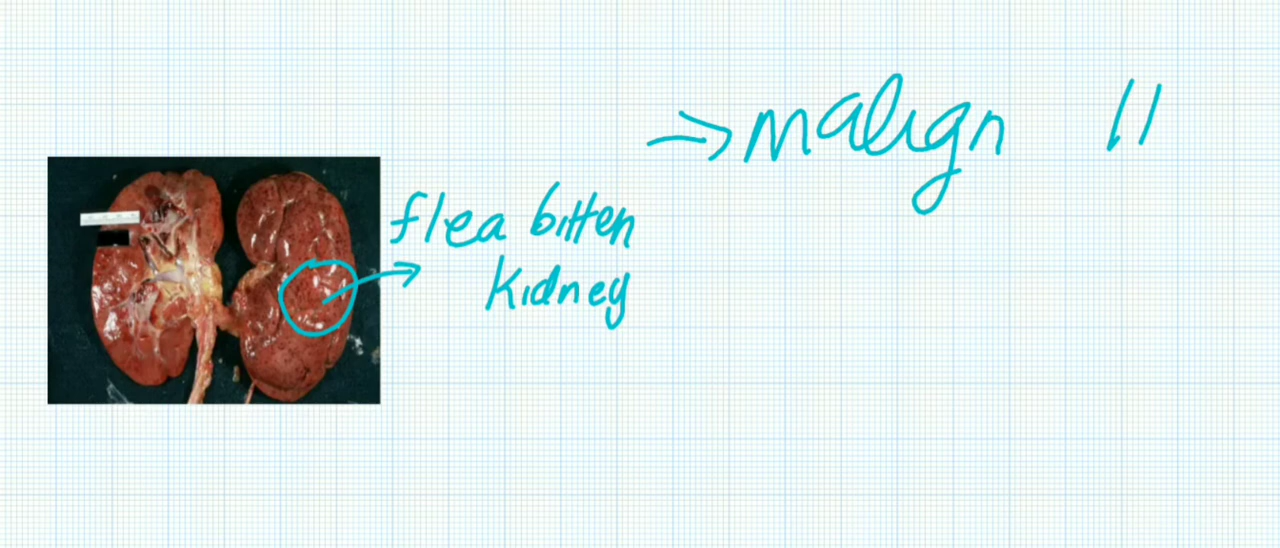 → malign !!
flea bitten
kidney